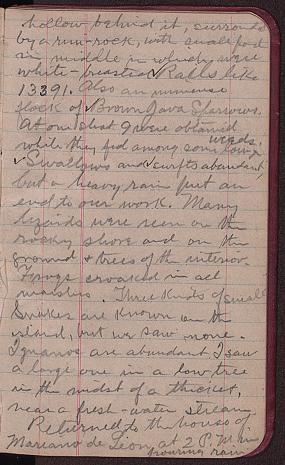 hollow behind it, surrounded
by a rim-rock, with small pool
in middle in which were
white-breasted ✓Rails like
13391. Also an immense
flock of ✓Brown Java Sparrows.
At one shot 9 were obtained
while they fed among some low
weeds.
✓Swallows and ✓swifts abundant,
but a heavy rain put an
end to our work. Many
lizards were seen on the
rocky shore and on the
ground & trees of the interior.
Frogs croaked in all
marshes. Three kinds of small
snakes are known on the
island, but we saw none.
Iguanas are abundant. I saw
a large one in a low tree
in the midst of a thicket,
near a fresh-water stream.
Returned to the house of
Mariano de Leon, at 2 P.M. in
pouring rain